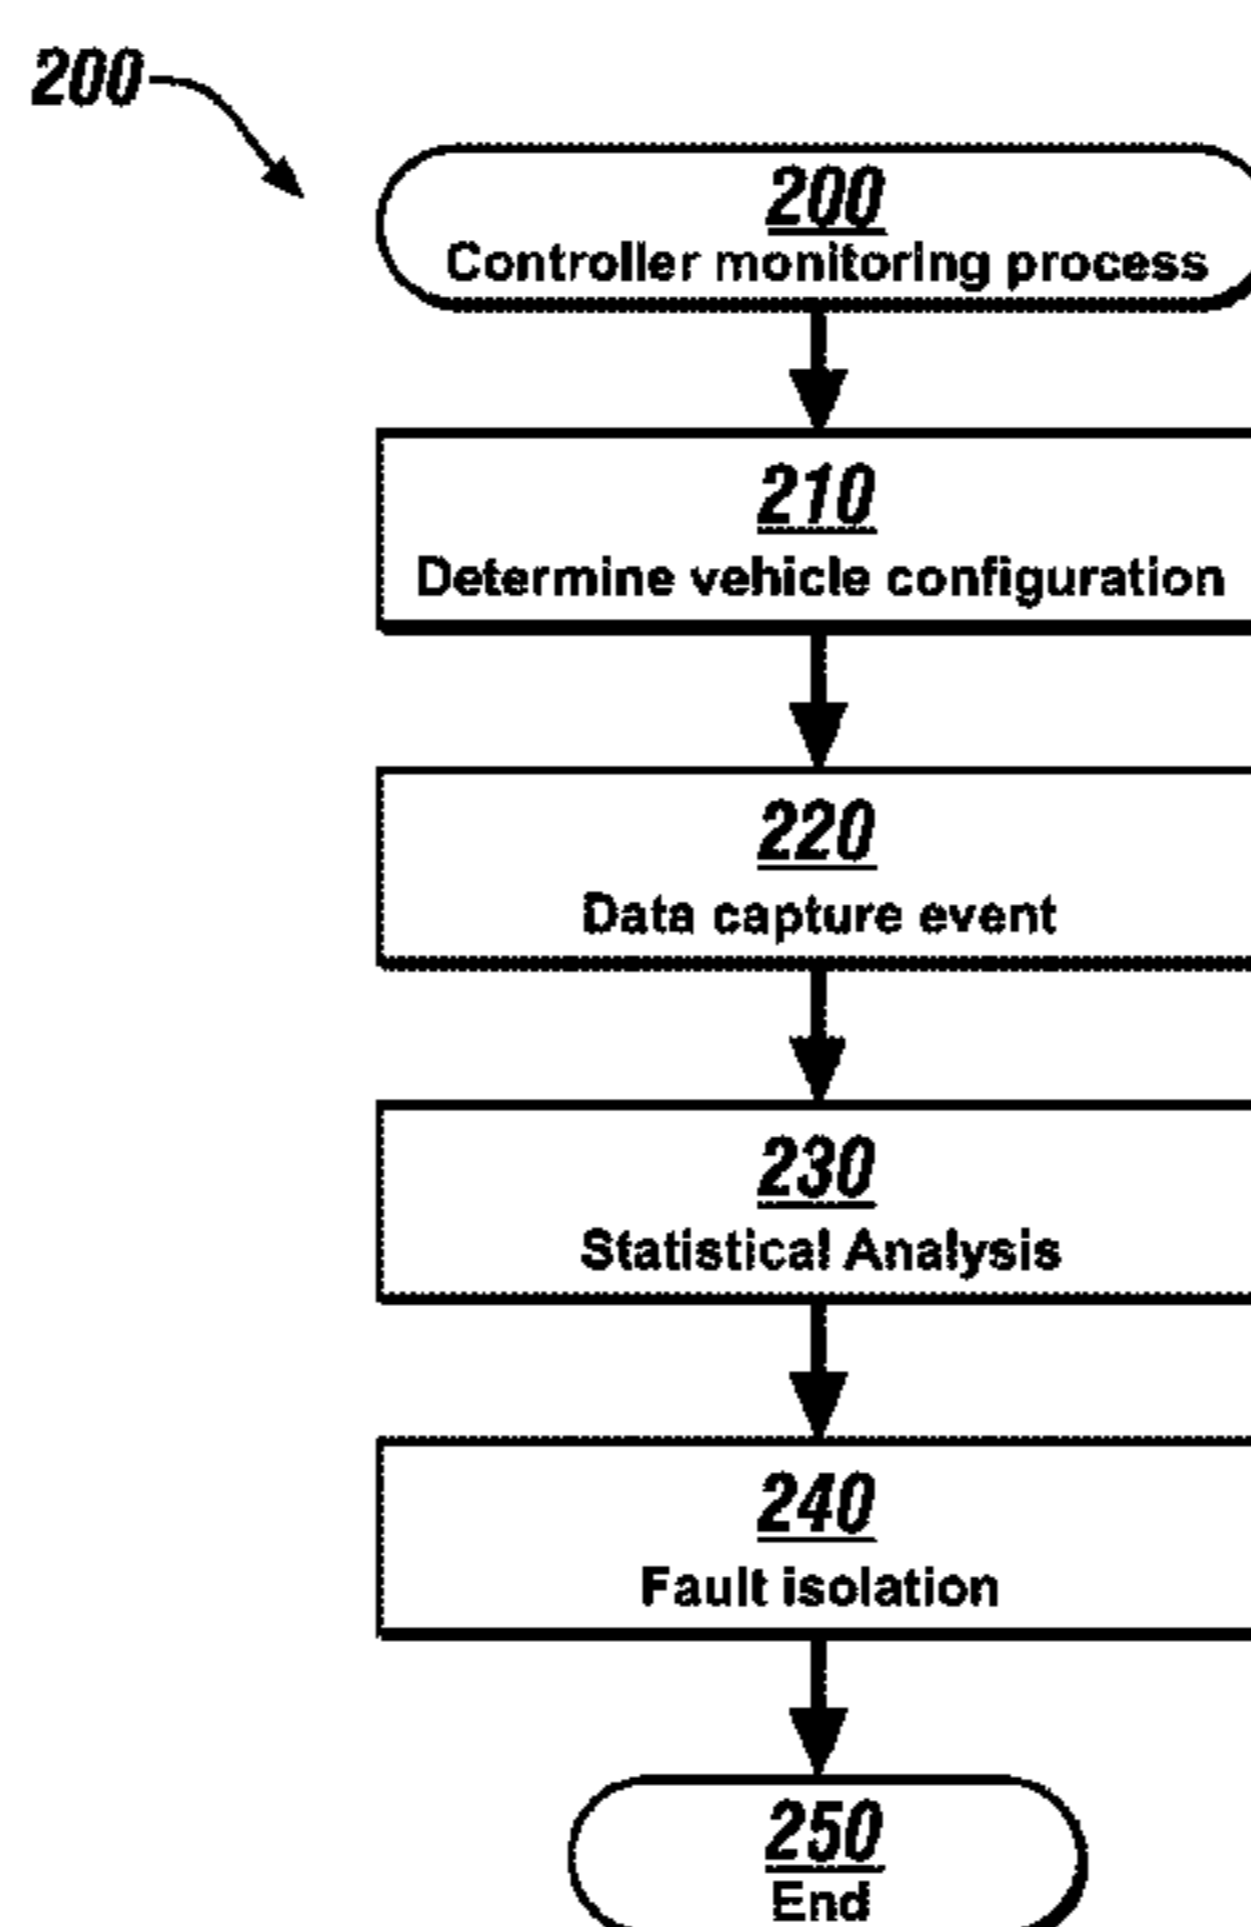 200
200
Controller monitoring process
210
Determine vehicle configuration
220
Data capture event
230
Statistical Analysis
240
Fault isolation
250
End